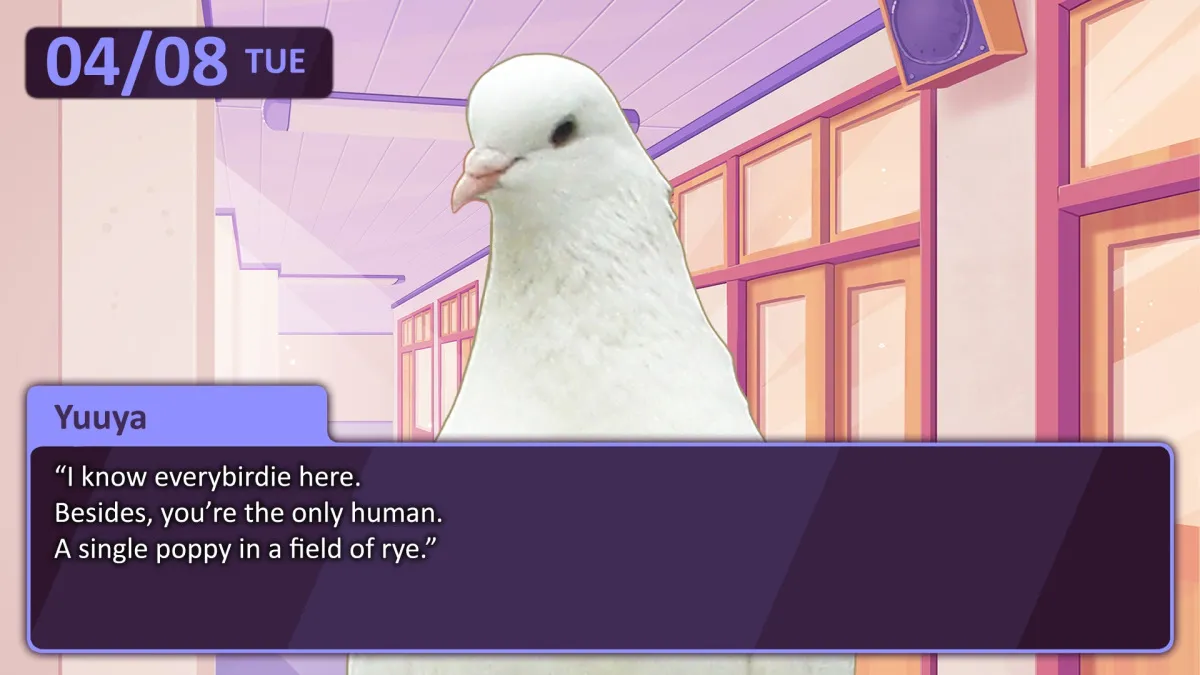 04/08 TUE
Yuuya
“I know everybirdie here.
Besides, you’re the only human.
A single poppy in a field of rye.”